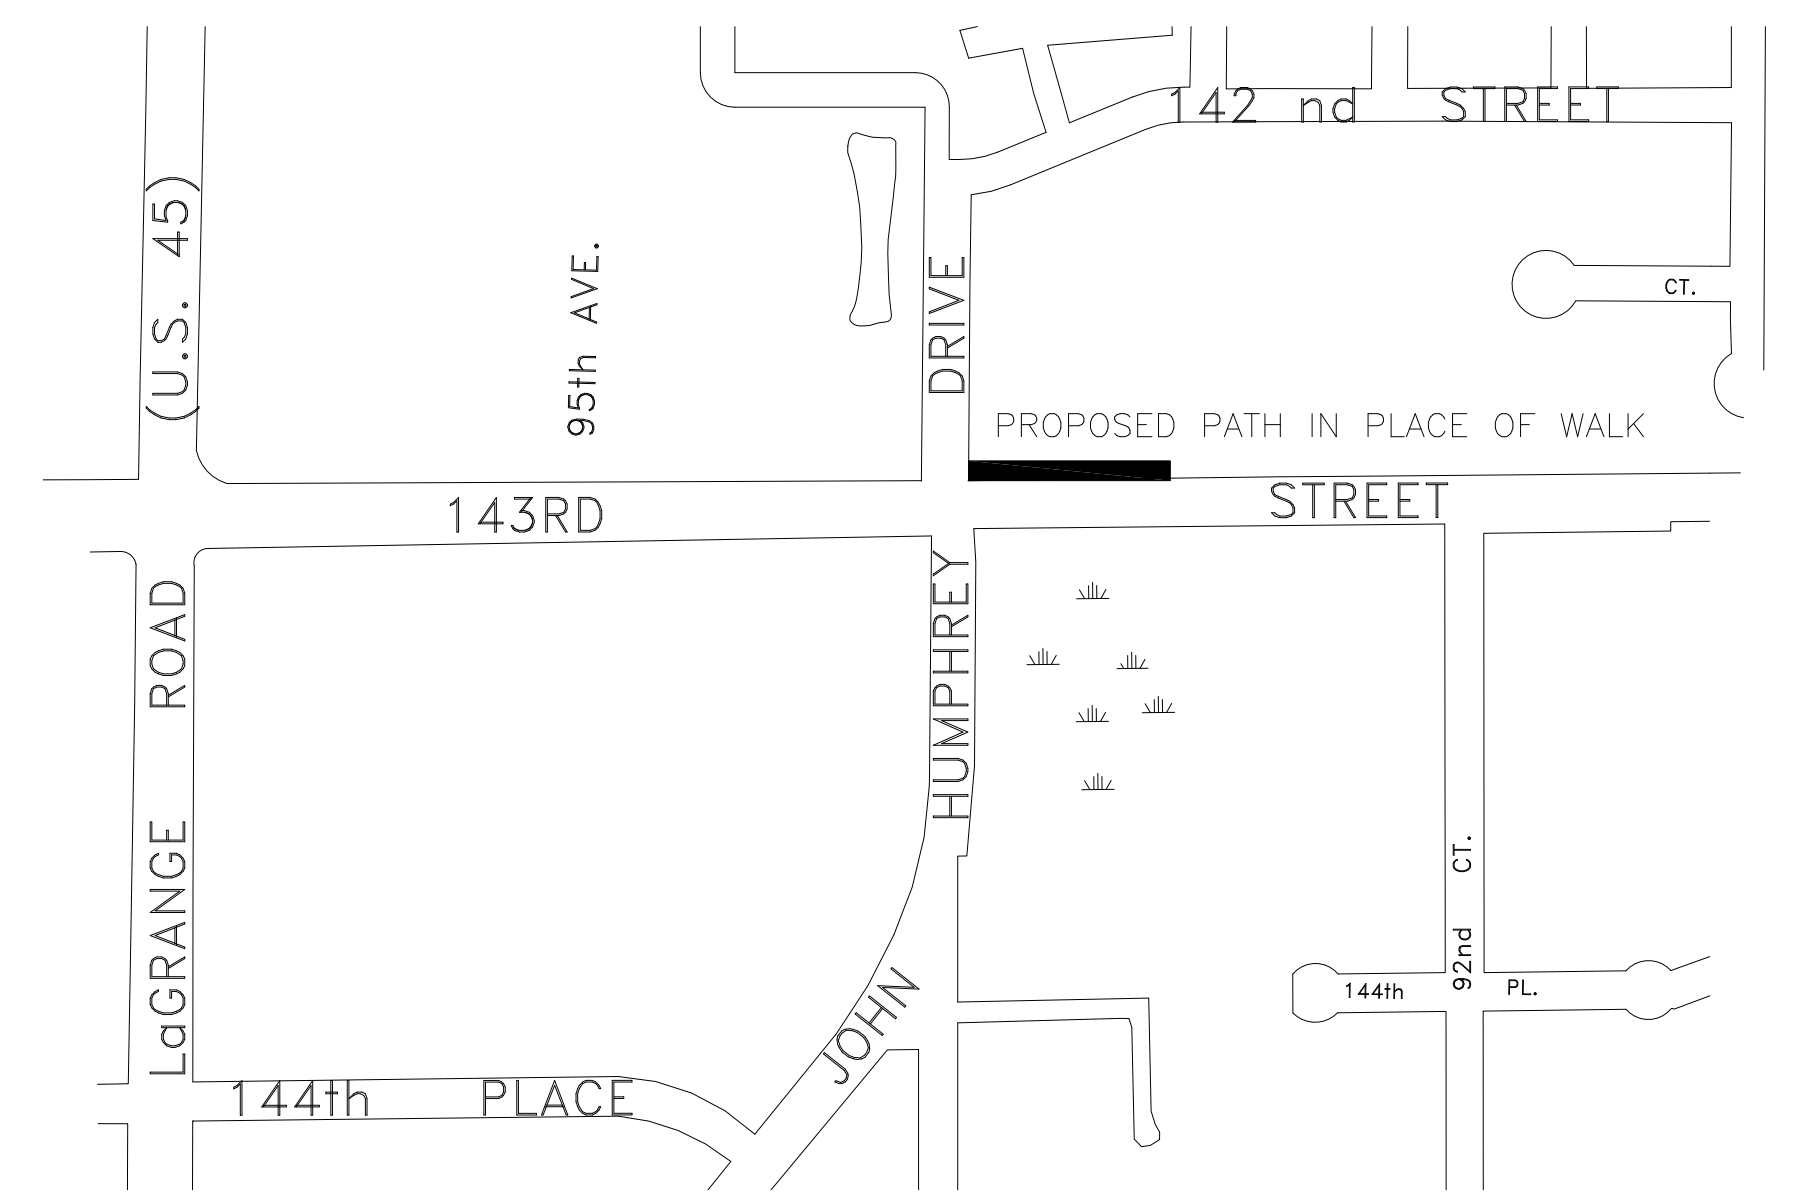 142 nd STREET
(U.S. 45)
95th AVE.
DRIVE
CT.
PROPOSED PATH IN PLACE OF WALK
143RD STREET
HUMPHREY
ROAD
LaGRANGE
92nd CT.
144th PL.
JOHN
144th PLACE